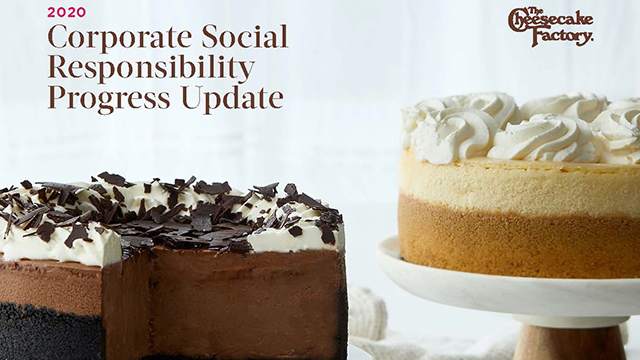 2020
Corporate Social
Responsibility
Progress Update
The
Cheesecake
Factory.